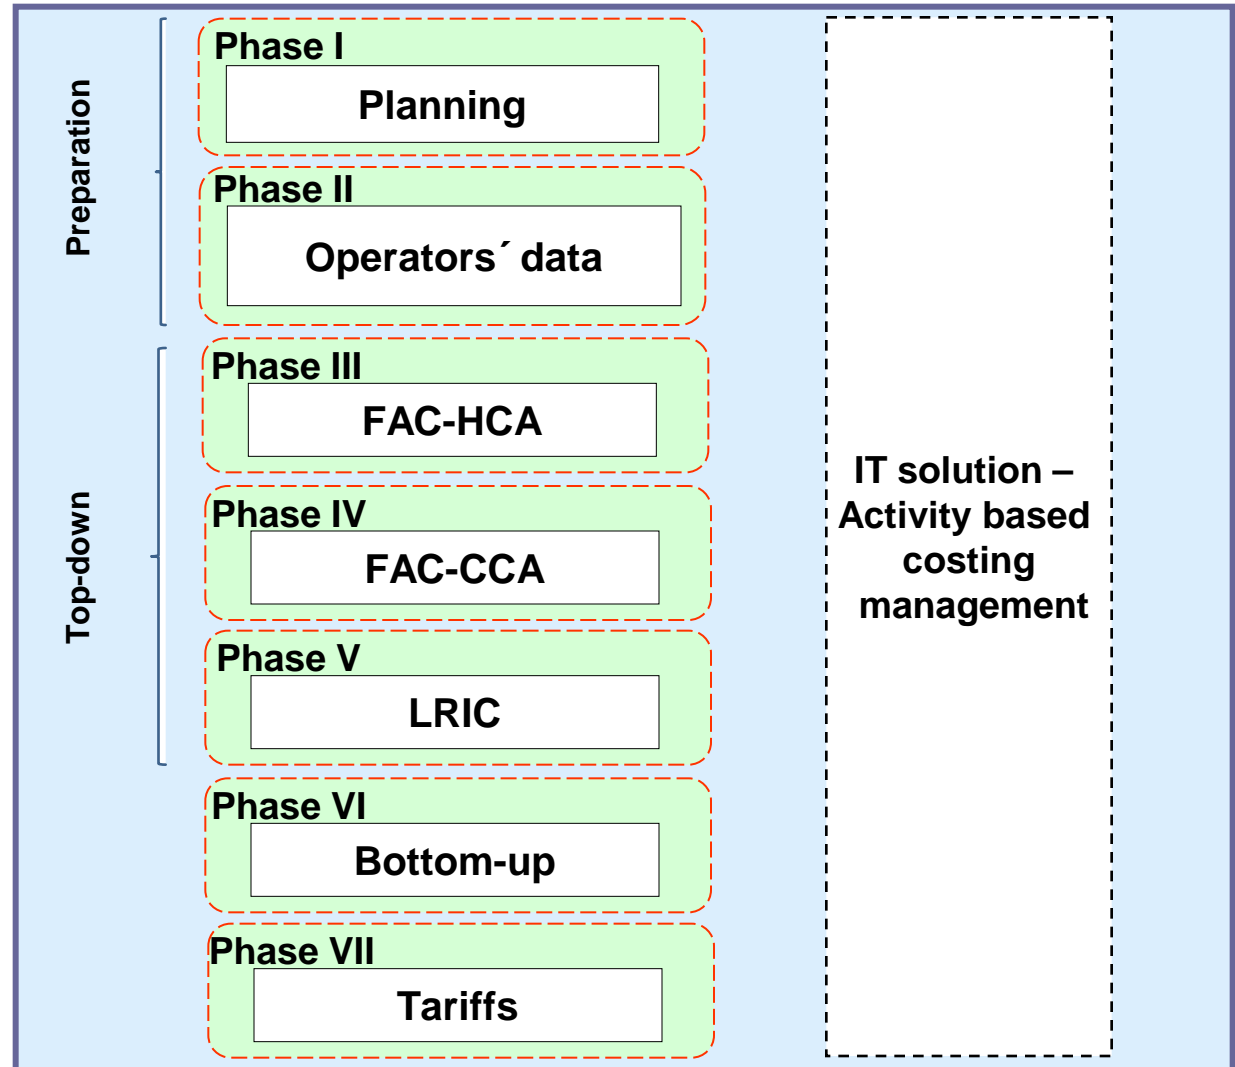 Preparation
Phase I
Planning
Phase II
Operators´ data
Top-down
Phase III
FAC-HCA
Phase IV
FAC-CCA
Phase V
LRIC
Phase VI
Bottom-up
Phase VII
Tariffs
IT solution –
Activity based
costing
management